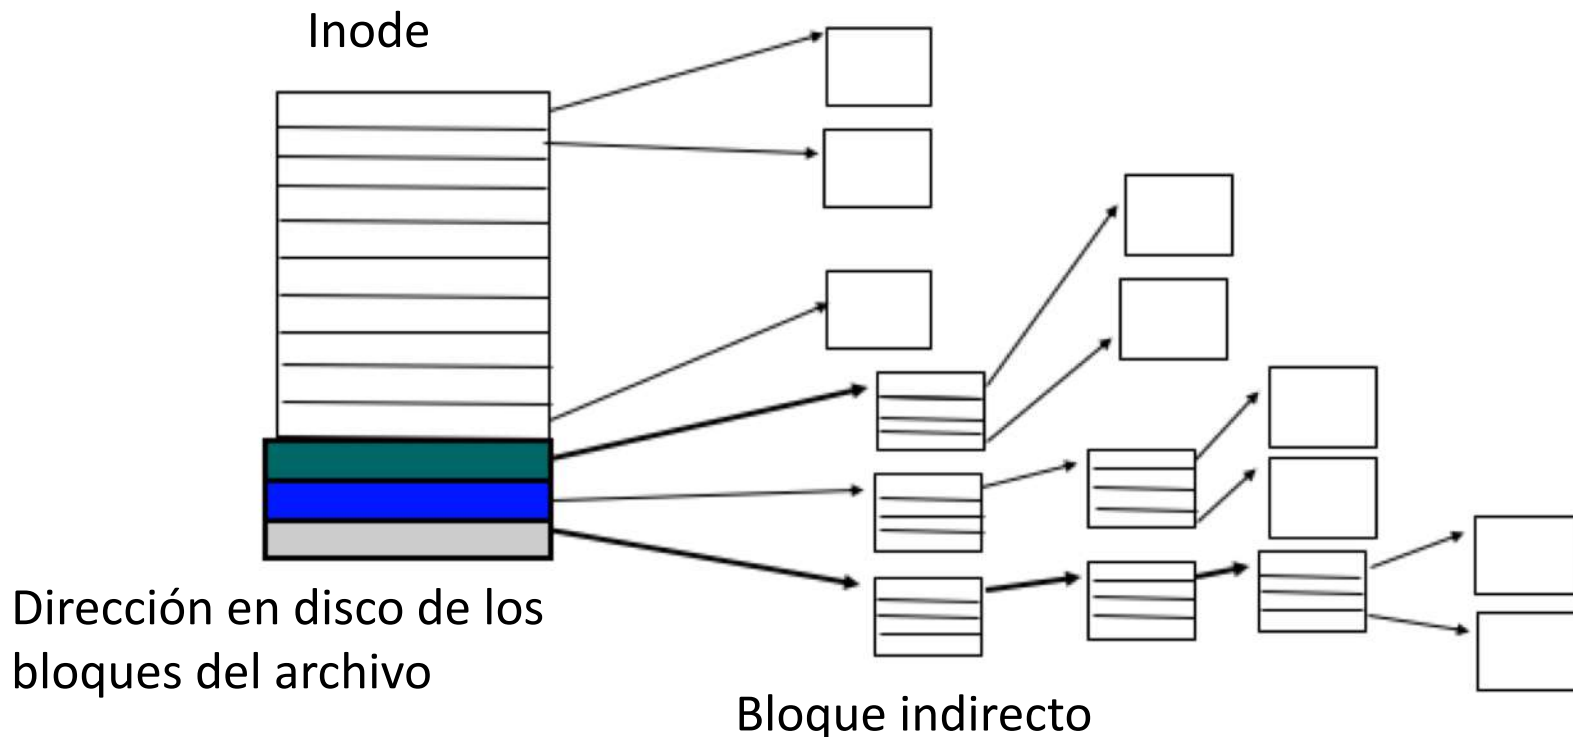 Inode
Dirección en disco de los
bloques del archivo
Bloque indirecto